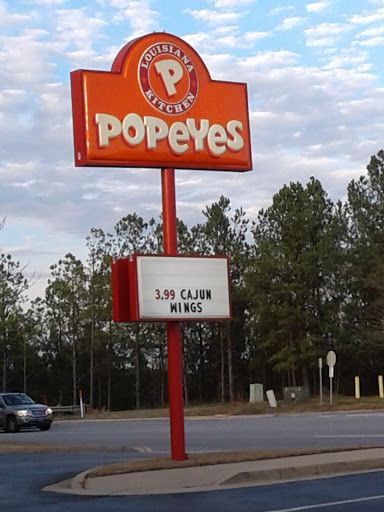 LOUISIANA
P
KITCHEN
POPEYES
3.99 CAJUN
WINGS